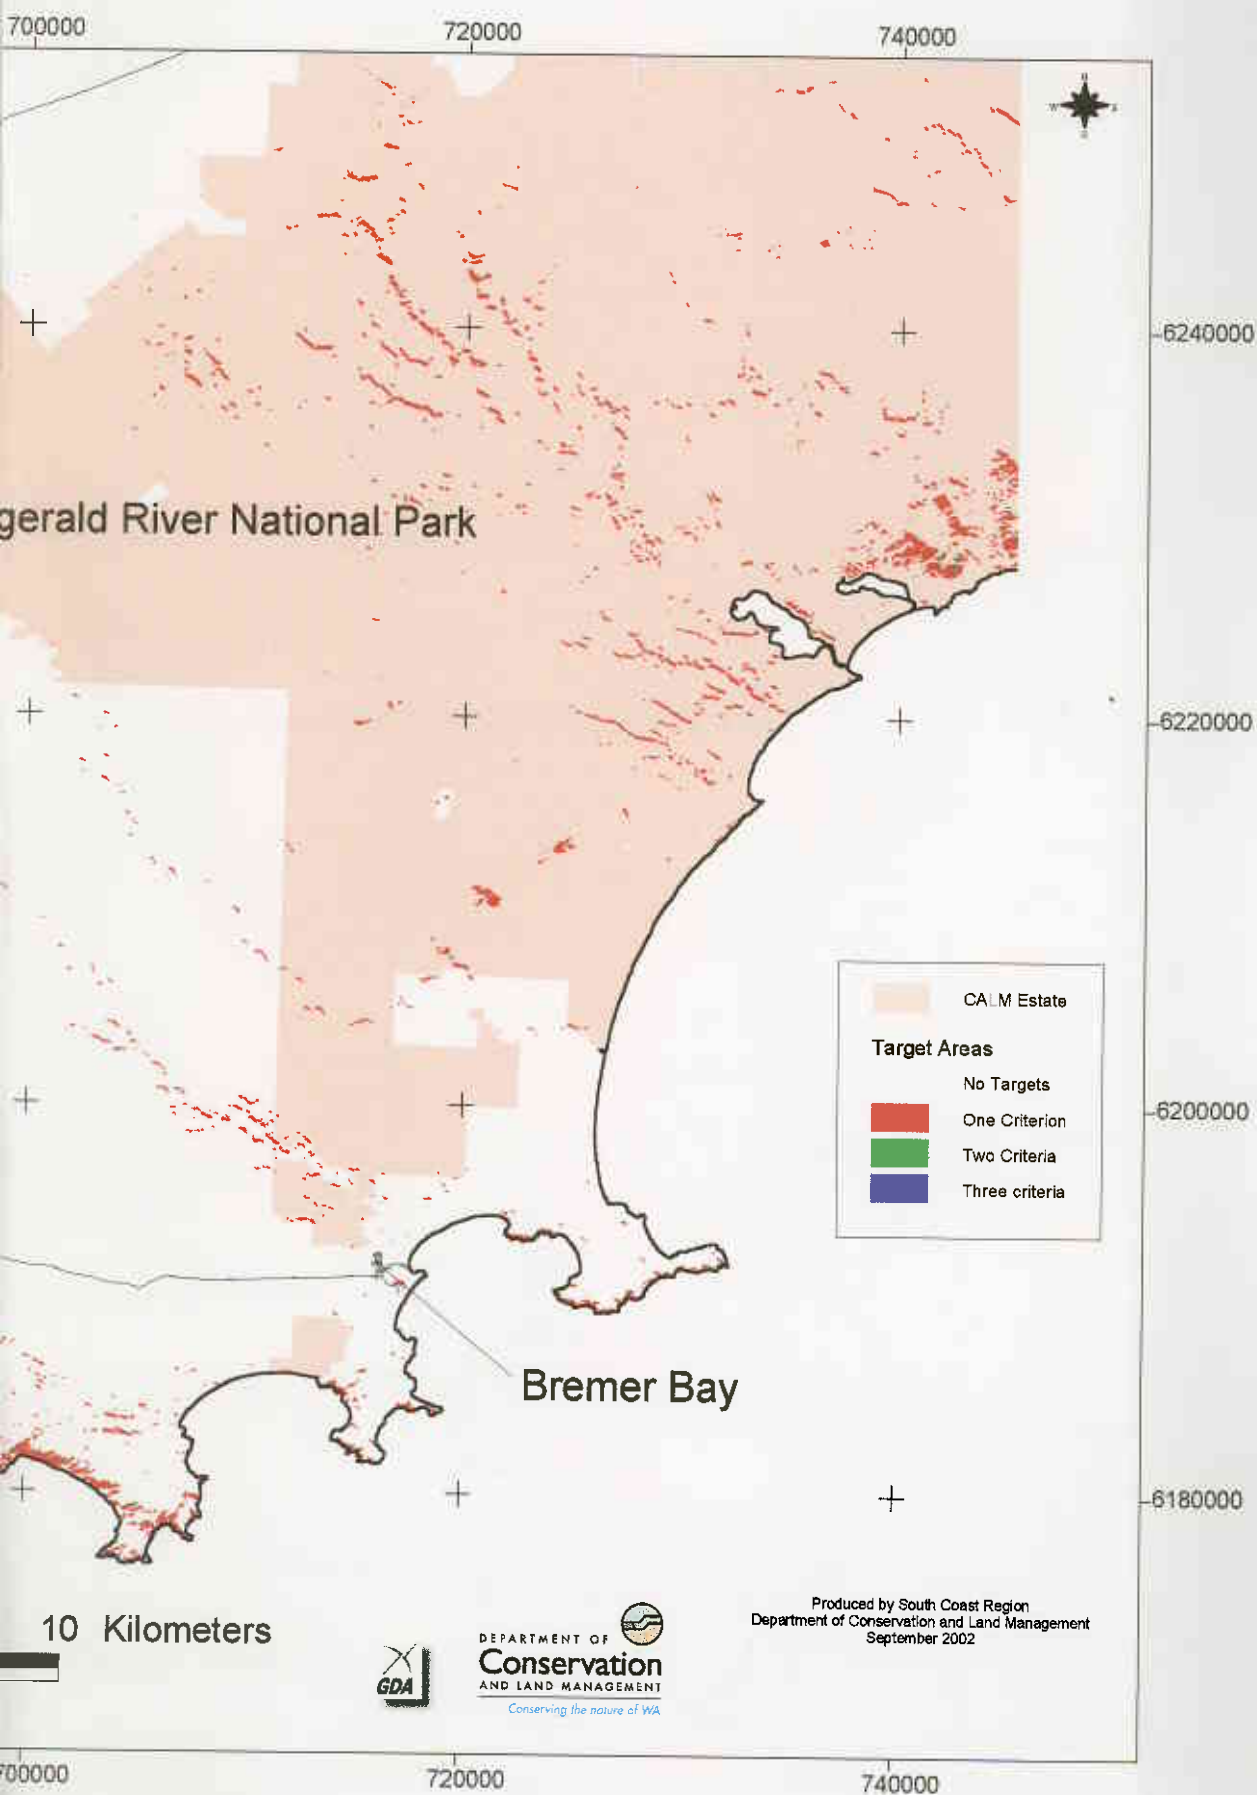 700000
720000
740000
N
W
E
S
6240000
gerald River National Park
6220000
CALM Estate
Target Areas
No Targets
One Criterion
Two Criteria
Three criteria
6200000
Bremer Bay
6180000
10 Kilometers
GDA
DEPARTMENT OF
Conservation
AND LAND MANAGEMENT
Conserving the nature of WA
Produced by South Coast Region
Department of Conservation and Land Management
September 2002
700000
720000
740000